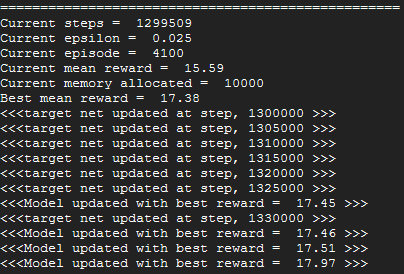 ==================================================
Current steps =  1299509
Current epsilon =  0.025
Current episode =  4100
Current mean reward =  15.59
Current memory allocated =  10000
Best mean reward =  17.38
<<<target net updated at step, 1300000 >>>
<<<target net updated at step, 1305000 >>>
<<<target net updated at step, 1310000 >>>
<<<target net updated at step, 1315000 >>>
<<<target net updated at step, 1320000 >>>
<<<target net updated at step, 1325000 >>>
<<<Model updated with best reward =  17.45 >>>
<<<target net updated at step, 1330000 >>>
<<<Model updated with best reward =  17.46 >>>
<<<Model updated with best reward =  17.51 >>>
<<<Model updated with best reward =  17.97 >>>